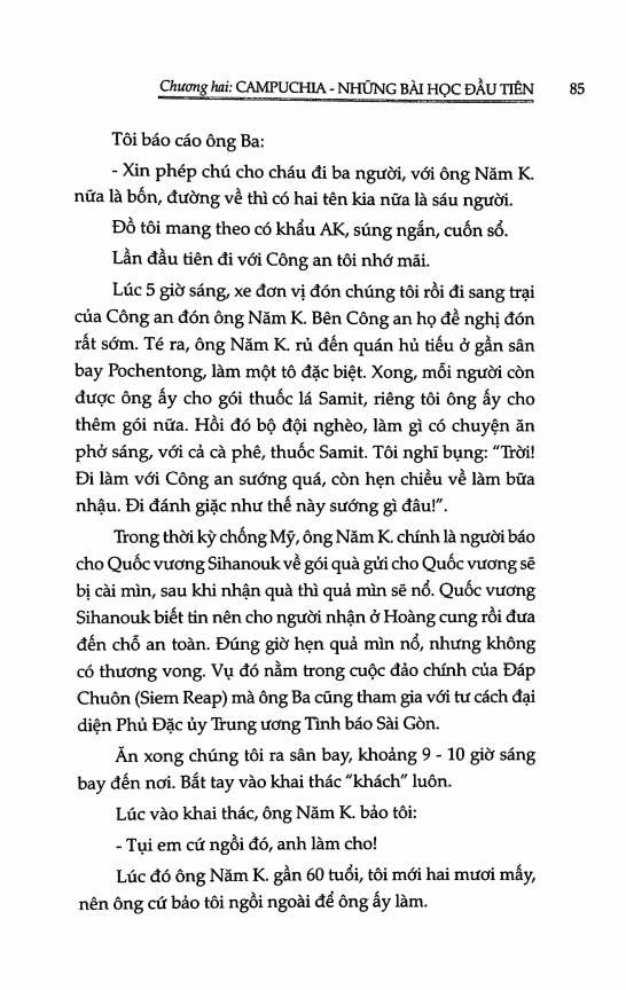 Chương hai: CAMPUCHIA - NHỮNG BÀI HỌC ĐẦU TIÊN 85
Tôi báo cáo ông Ba:
- Xin phép chú cho cháu đi ba người, với ông Năm K.
nữa là bốn, đường về thì có hai tên kia nữa là sáu người.
Đồ tôi mang theo có khẩu AK, súng ngắn, cuốn sổ.
Lần đầu tiên đi với Công an tôi nhớ mãi.
Lúc 5 giờ sáng, xe đơn vị đón chúng tôi rồi đi sang trại
của Công an đón ông Năm K. Bên Công an họ đề nghị đón
rất sớm. Té ra, ông Năm K. rủ đến quán hủ tiếu ở gần sân
bay Pochentong, làm một tô đặc biệt. Xong, mỗi người còn
được ông ấy cho gói thuốc lá Samit, riêng tôi ông ấy cho
thêm gói nữa. Hồi đó bộ đội nghèo, làm gì có chuyện ăn
phở sáng, với cả cà phê, thuốc Samit. Tôi nghĩ bụng: “Trời!
Đi làm với Công an sướng quá, còn hẹn chiều về làm bữa
nhậu. Đi đánh giặc như thế này sướng gì đâu!”.
Trong thời kỳ chống Mỹ, ông Năm K. chính là người báo
cho Quốc vương Sihanouk về gói quà gửi cho Quốc vương sẽ
bị cài mìn, sau khi nhận quà thì quả mìn sẽ nổ. Quốc vương
Sihanouk biết tin nên cho người nhận ở Hoàng cung rồi đưa
đến chỗ an toàn. Đúng giờ hẹn quả mìn nổ, nhưng không
có thương vong. Vụ đó nằm trong cuộc đảo chính của Đáp
Chuôn (Siem Reap) mà ông Ba cũng tham gia với tư cách đại
diện Phủ Đặc ủy Trung ương Tình báo Sài Gòn.
Ăn xong chúng tôi ra sân bay, khoảng 9 - 10 giờ sáng
bay đến nơi. Bắt tay vào khai thác “khách” luôn.
Lúc vào khai thác, ông Năm K. bảo tôi:
- Tụi em cứ ngồi đó, anh làm cho!
Lúc đó ông Năm K. gần 60 tuổi, tôi mới hai mươi mấy,
nên ông cứ bảo tôi ngồi ngoài để ông ấy làm.